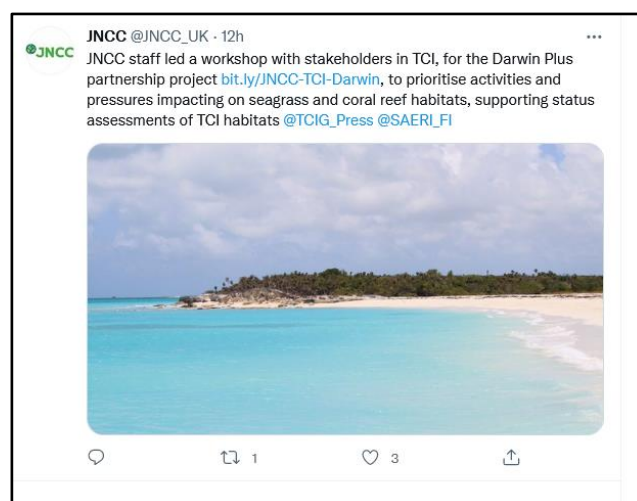 JNCC @JNCC_UK · 12h
JNCC
JNCC staff led a workshop with stakeholders in TCI, for the Darwin Plus
partnership project bit.ly/JNCC-TCI-Darwin, to prioritise activities and
pressures impacting on seagrass and coral reef habitats, supporting status
assessments of TCI habitats @TCIG_Press @SAERI_FI
1 3